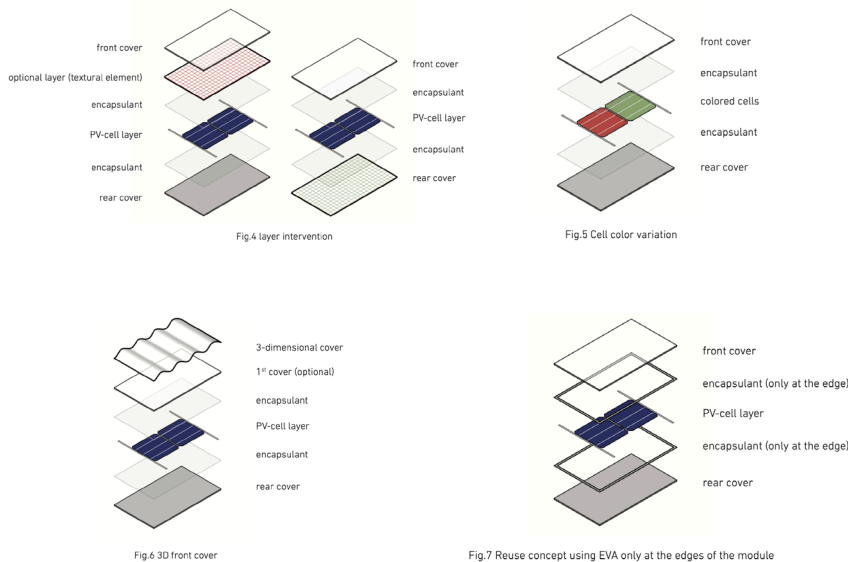 front cover
optional layer (textural element)
encapsulant
PV-cell layer
encapsulant
rear cover
front cover
encapsulant
PV-cell layer
encapsulant
rear cover
Fig.4 layer intervention
front cover
encapsulant
colored cells
encapsulant
rear cover
Fig.5 Cell color variation
3-dimensional cover
1st cover (optional)
encapsulant
PV-cell layer
encapsulant
rear cover
Fig.6 3D front cover
front cover
encapsulant (only at the edge)
PV-cell layer
encapsulant (only at the edge)
rear cover
Fig.7 Reuse concept using EVA only at the edges of the module